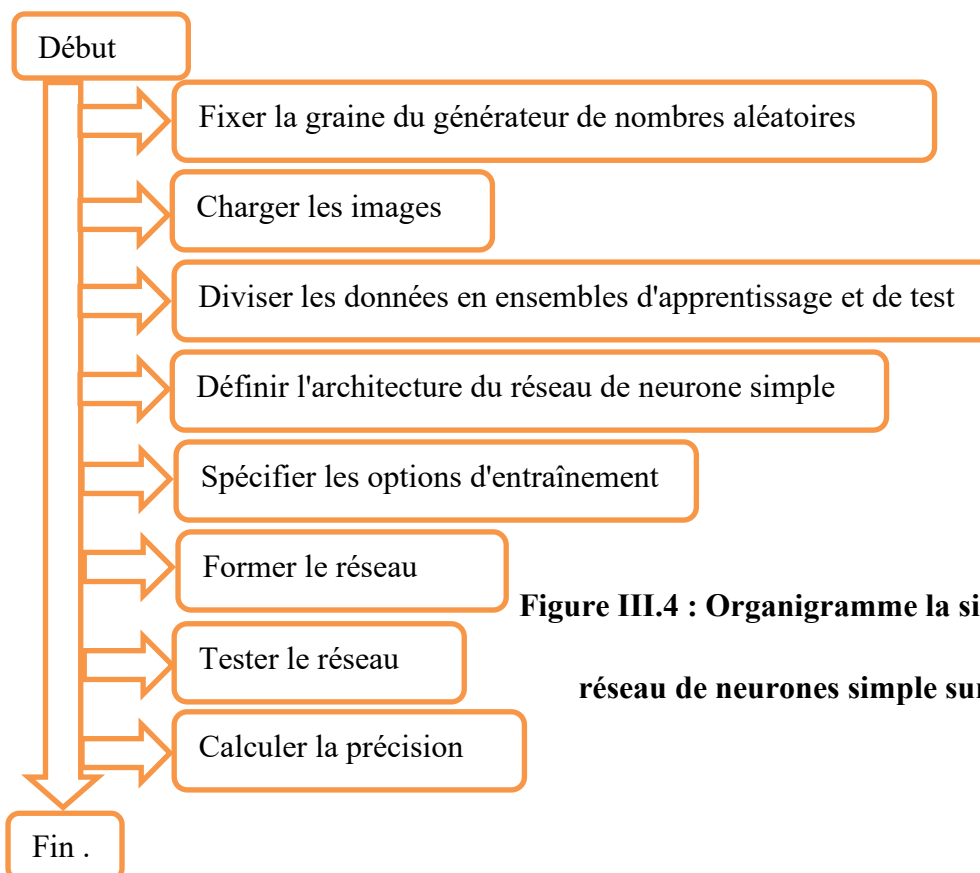 Début
Fixer la graine du générateur de nombres aléatoires
Charger les images
Diviser les données en ensembles d'apprentissage et de test
Définir l'architecture du réseau de neurone simple
Spécifier les options d'entraînement
Former le réseau
Figure III.4 : Organigramme la
Tester le réseau
réseau de neurones simple
Calculer la précision
Fin .